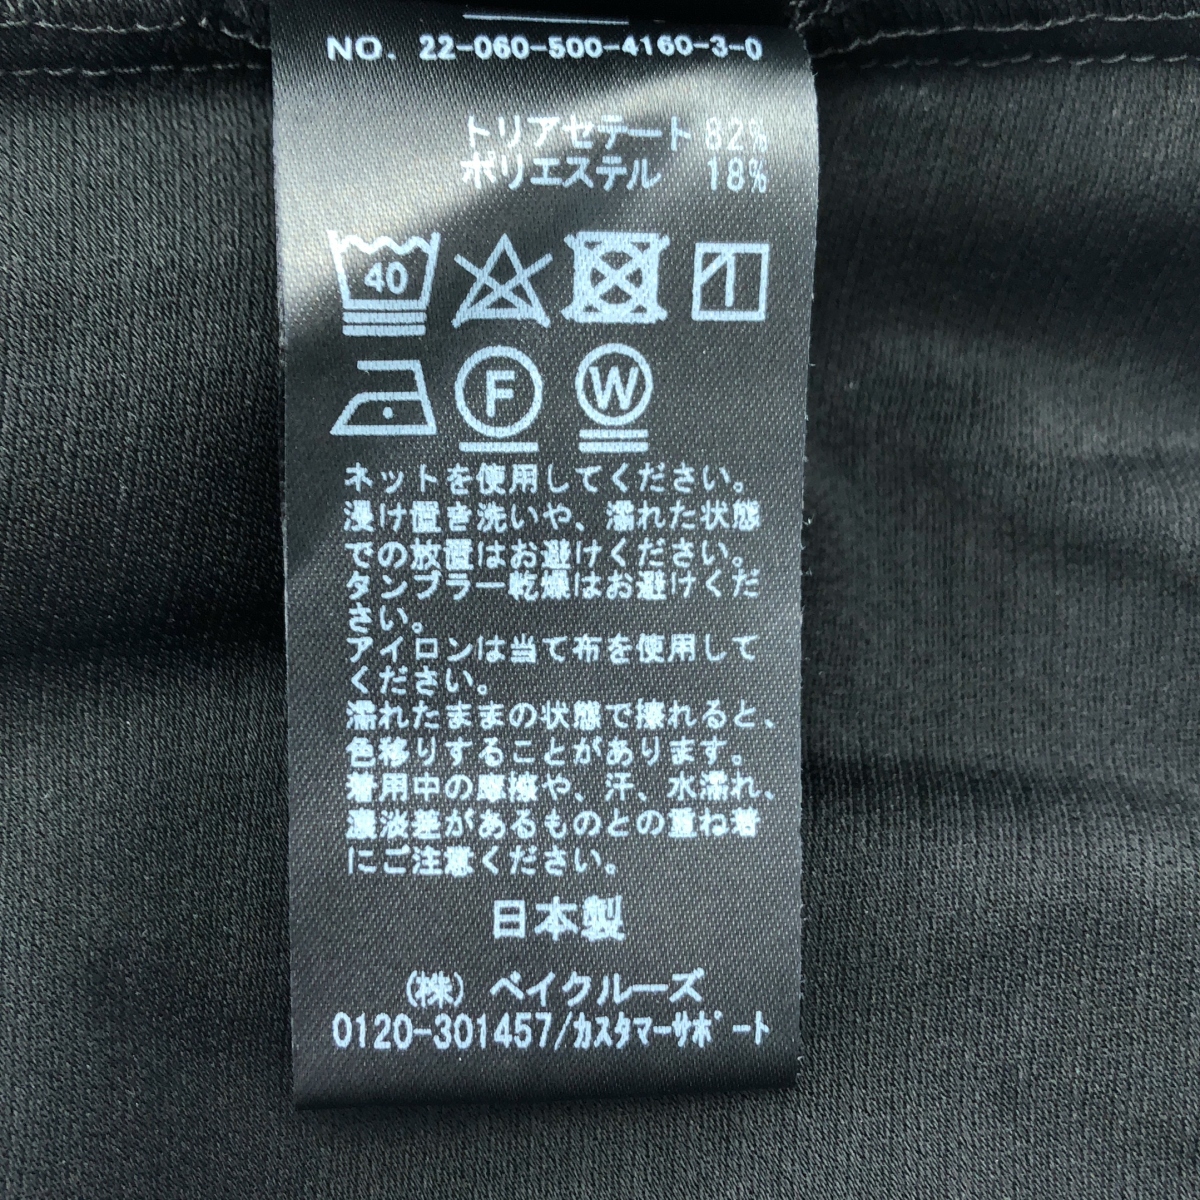 NO. 22-060-500-4160-3-0
トリアセテート 82%
ポリエステル 18%
40
F
W
ネットを使用してください。
浸け置き洗いや、濡れた状態
での放置はお避けください。
タンブラー乾燥はお避けくだ
さい。
アイロンは当て布を使用して
ください。
濡れたままの状態で擦れると、
色移りすることがあります。
着用中の摩擦や、汗、水濡れ、
濃淡差があるものとの重ね着
にご注意ください。
日本製
(株) ベイクルーズ
0120-301457/カスタマーサポート